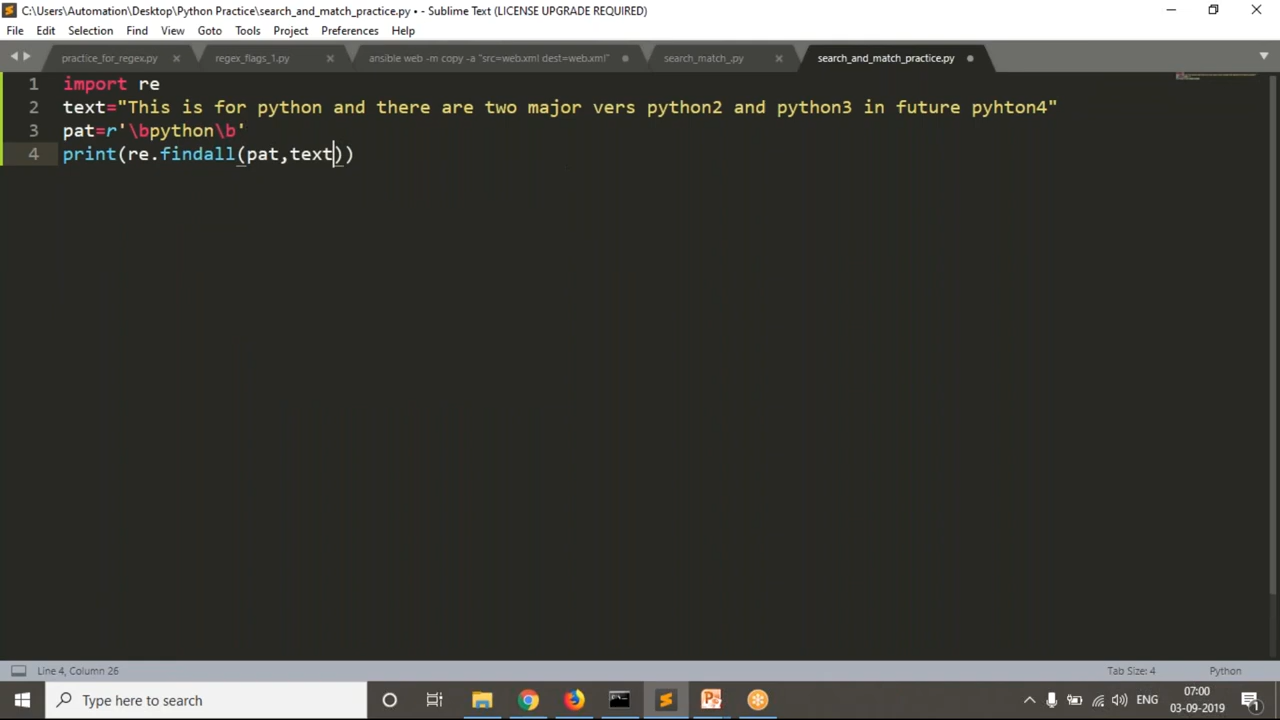 C:\Users\Automation\Desktop\Python Practice\search_and_match_practice.py • - Sublime Text (LICENSE UPGRADE REQUIRED)
File Edit Selection Find View Goto Tools Project Preferences Help
practice_for_regex.py regex_flags_1.py ansible web -m copy -a "src=web.xml dest=web.xml" search_match_.py search_and_match_practice.py
1 import re
2 text="This is for python and there are two major vers python2 and python3 in future pyhton4"
3 pat=r'\bpython\b'
4 print(re.findall(pat,text))
Line 4, Column 26 Tab Size: 4 Python
Type here to search ENG 07:00
03-09-2019 1